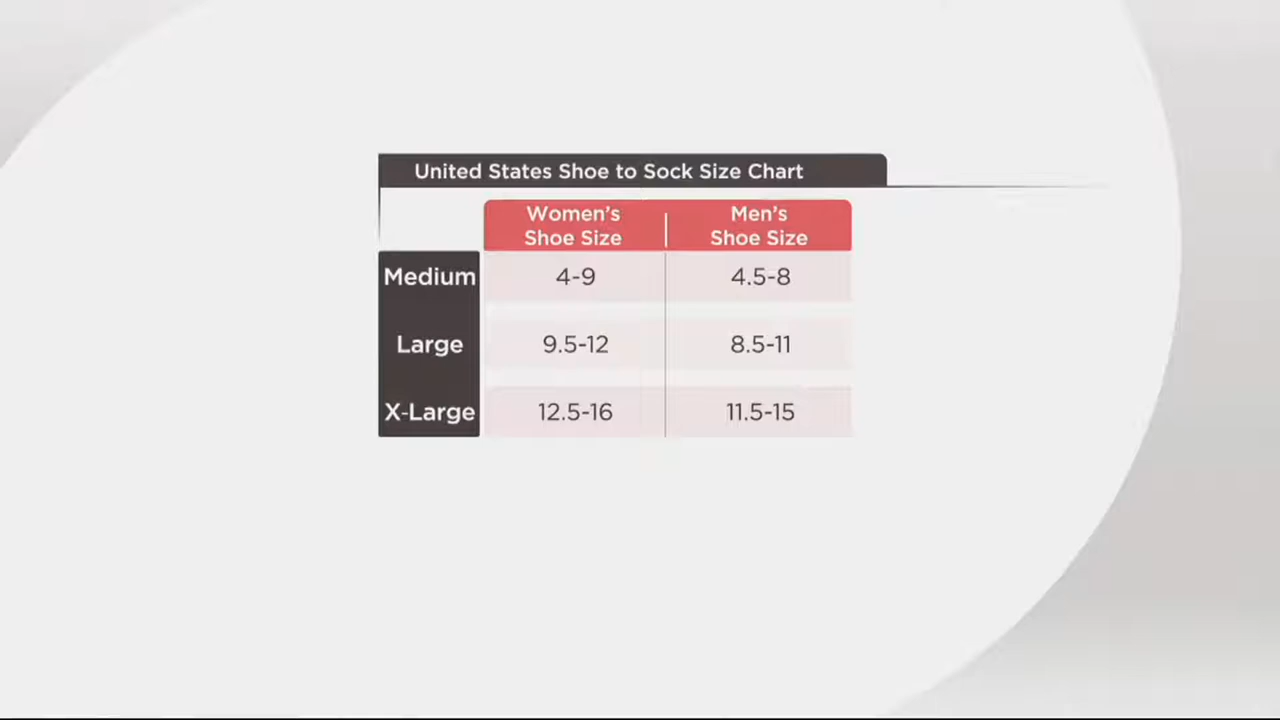 United States Shoe to Sock Size Chart
Women's Men's
Shoe Size Shoe Size
Medium 4-9 4.5-8
Large 9.5-12 8.5-11
X-Large 12.5-16 11.5-15